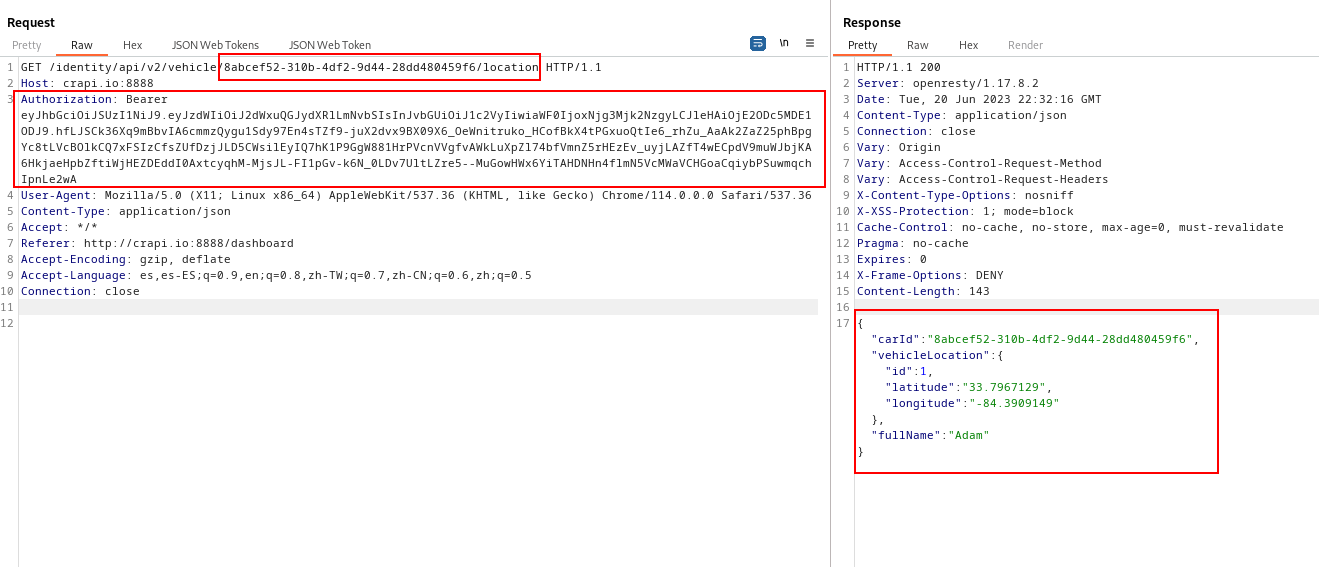 Request
Pretty Raw Hex JSON Web Tokens JSON Web Token \n
1 GET /identity/api/v2/vehicle/8abcef52-310b-4df2-9d44-28dd480459f6/location HTTP/1.1
2 Host: crapi.io:8888
3 Authorization: Bearer
eyJhbGciOiJSUzI1NiJ9.eyJzdWIiOiJ2dWxuQGJydXRlLmNvbSIsInJvbGUiOiJ1c2VyIiwiaWF0IjoxNjg3Mjk2NzgyLCJleHAiOjE2ODc5MDE1
ODJ9.hfLJSCk36Xq9mBbvIA6cmmzQygu1Sdy97En4sTZf9-juX2dvx9BX09X6_OeWnitruko_HCofBkX4tPGxuoQtIe6_rhZu_AaAk2ZaZ25phBpg
Yc8tLVcBOlkCQ7xFSIzCfsZUfDzjJLD5CWsilEyIQ7hK1P9GgW881HrPVcnVVgfvAWkLuXpZl74bfVmnZ5rHEzEv_uyjLAZfT4wECpdV9muWJbjKA
6HkjaeHpbZftiWjHEZDEddI0AxtcyqhM-MjsJL-FI1pGv-k6N_0LDv7UltLZre5--MuGowHWx6YiTAHDNHn4flmN5VcMWaVCHGoaCqiybPSuwmqch
IpnLe2wA
4 User-Agent: Mozilla/5.0 (X11; Linux x86_64) AppleWebKit/537.36 (KHTML, like Gecko) Chrome/114.0.0.0 Safari/537.36
5 Content-Type: application/json
6 Accept: */*
7 Referer: http://crapi.io:8888/dashboard
8 Accept-Encoding: gzip, deflate
9 Accept-Language: es,es-ES;q=0.9,en;q=0.8,zh-TW;q=0.7,zh-CN;q=0.6,zh;q=0.5
10 Connection: close
11
12
Response
Pretty Raw Hex Render
1 HTTP/1.1 200
2 Server: openresty/1.17.8.2
3 Date: Tue, 20 Jun 2023 22:32:16 GMT
4 Content-Type: application/json
5 Connection: close
6 Vary: Origin
7 Vary: Access-Control-Request-Method
8 Vary: Access-Control-Request-Headers
9 X-Content-Type-Options: nosniff
10 X-XSS-Protection: 1; mode=block
11 Cache-Control: no-cache, no-store, max-age=0, must-revalidate
12 Pragma: no-cache
13 Expires: 0
14 X-Frame-Options: DENY
15 Content-Length: 143
16
17 {
"carId":"8abcef52-310b-4df2-9d44-28dd480459f6",
"vehicleLocation":{
"id":1,
"latitude":"33.7967129",
"longitude":"-84.3909149"
},
"fullName":"Adam"
}